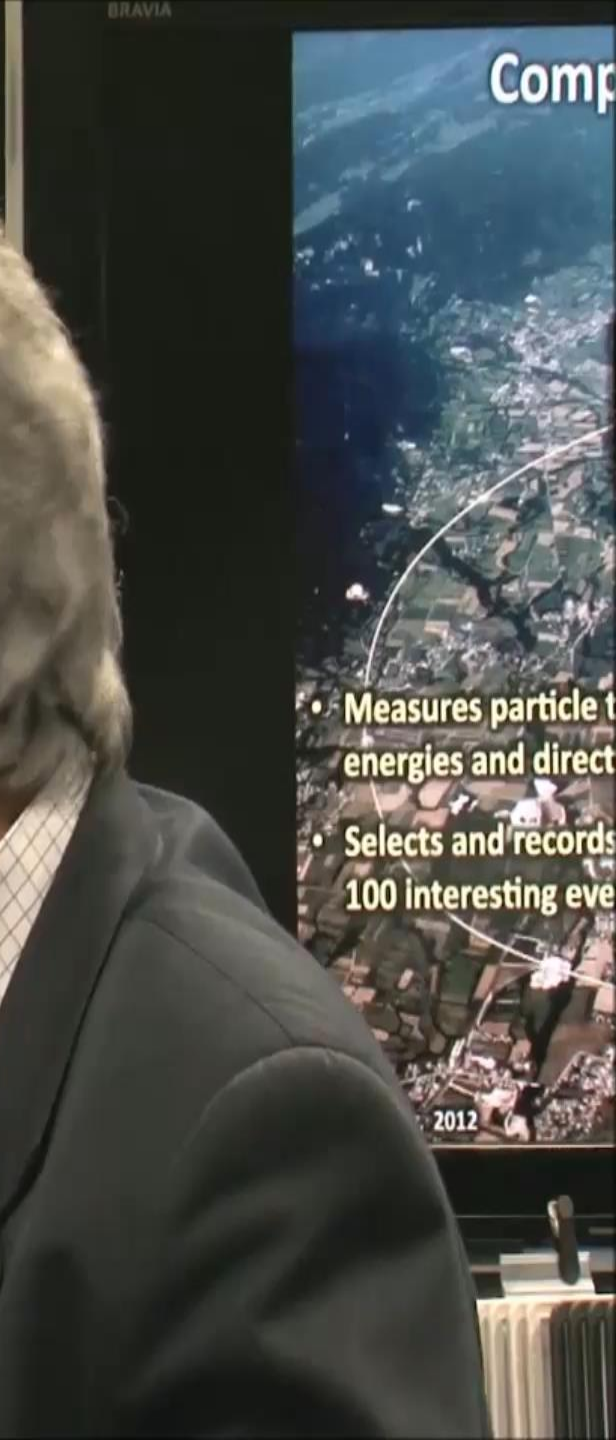 BRAVIA
Comp
• Measures particle t
energies and direct
• Selects and records
100 interesting eve
2012